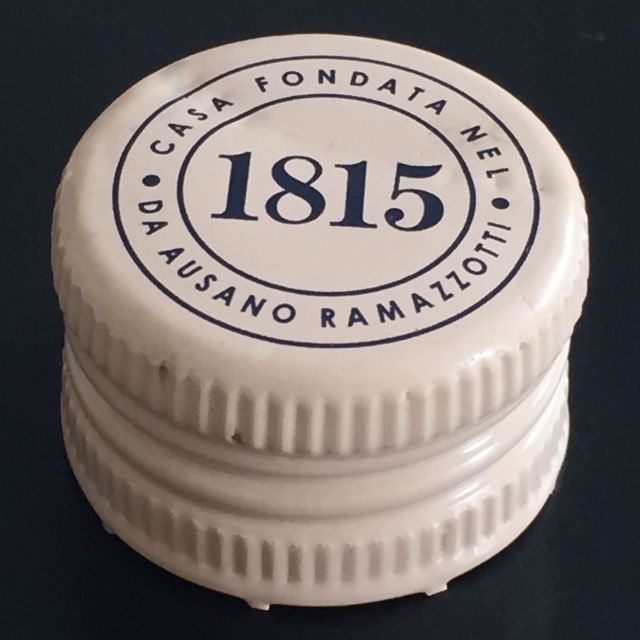 CASA FONDATA NEL
1815
DA AUSANO RAMAZZOTTI